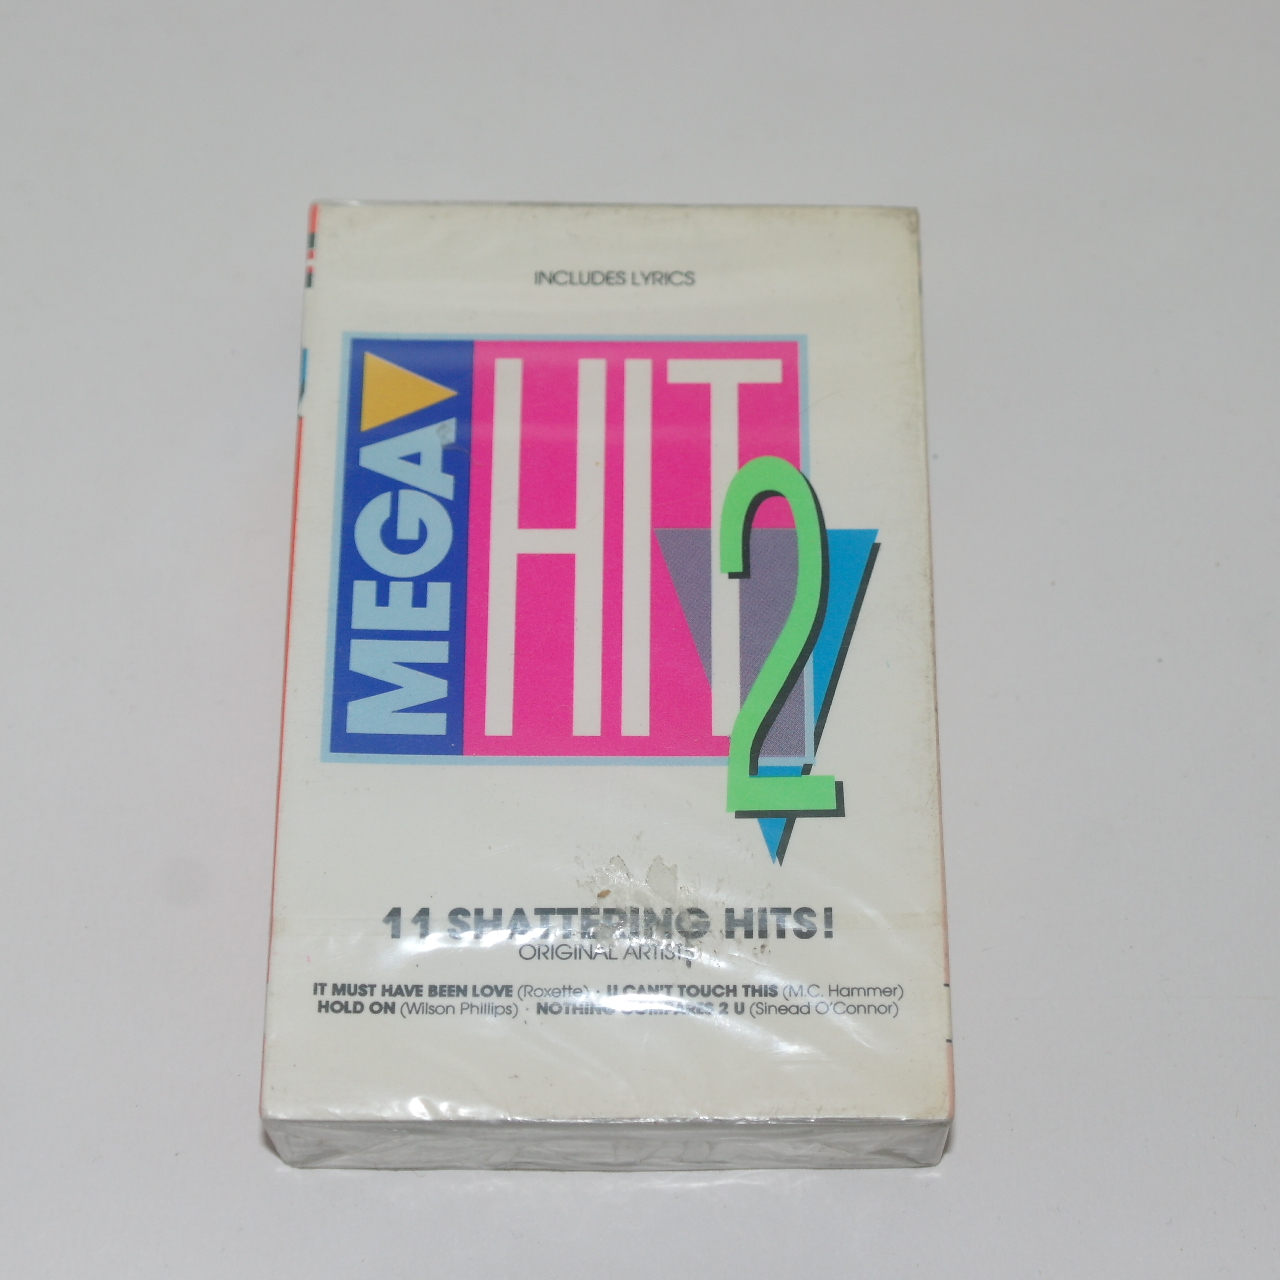 INCLUDES LYRICS
MEGA
HIT
2
11 SHATTERING HITS!
ORIGINAL ARTISTS
IT MUST HAVE BEEN LOVE (Roxette) · U CAN'T TOUCH THIS (M.C. Hammer)
HOLD ON (Wilson Phillips) · NOTHING COMPARES 2 U (Sinead O'Connor)